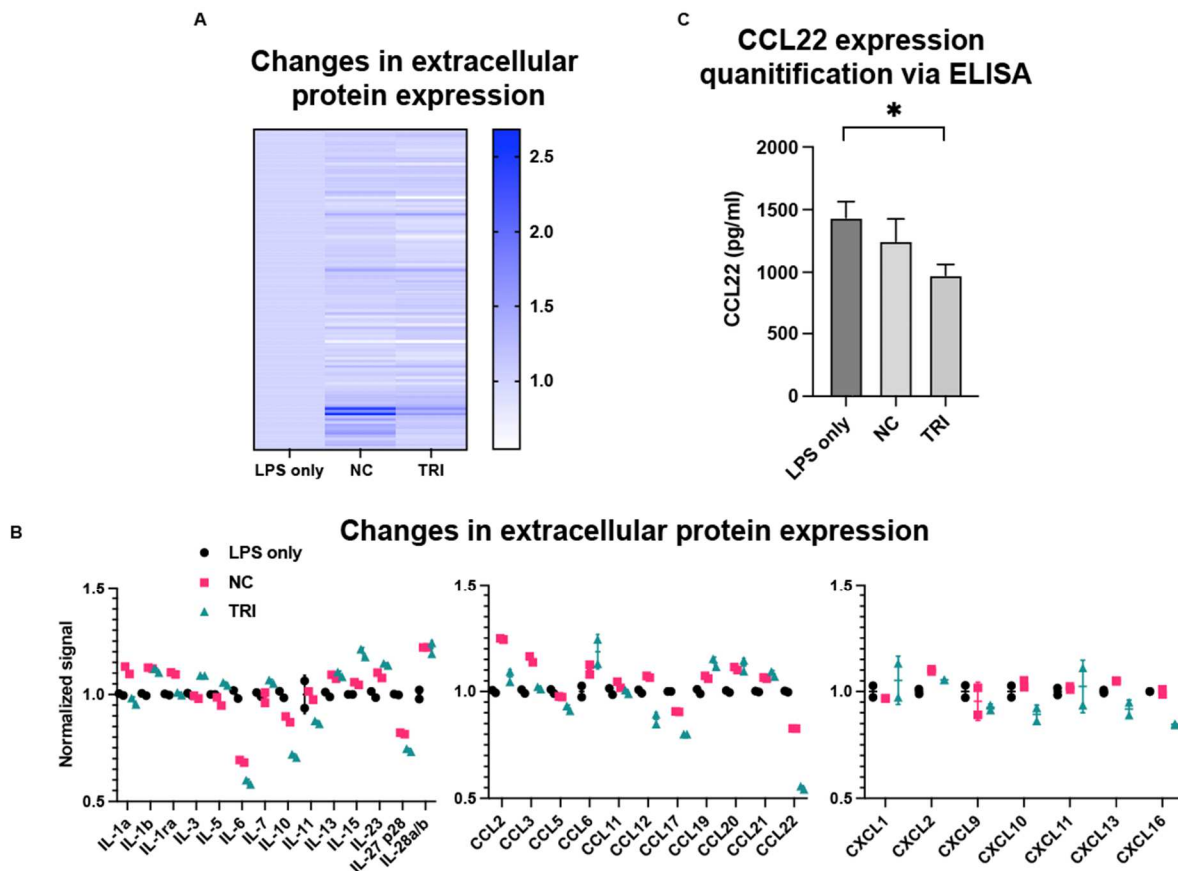 A
Changes in extracellular
protein expression
2.5
2.0
1.5
1.0
LPS only NC TRI
C
CCL22 expression
quanitification via ELISA
*
2000
1500
1000
500
0
CCL22 (pg/ml)
LPS only NC TRI
B
Changes in extracellular protein expression
LPS only
NC
TRI
Normalized signal
1.5
1.0
0.5
IL-1a IL-1b IL-1ra IL-3 IL-5 IL-6 IL-7 IL-10 IL-11 IL-13 IL-15 IL-23 IL-27 p28 IL-28a/b
1.5
1.0
0.5
CCL2 CCL3 CCL5 CCL6 CCL11 CCL12 CCL17 CCL19 CCL20 CCL21 CCL22
1.5
1.0
0.5
CXCL1 CXCL2 CXCL9 CXCL10 CXCL11 CXCL13 CXCL16